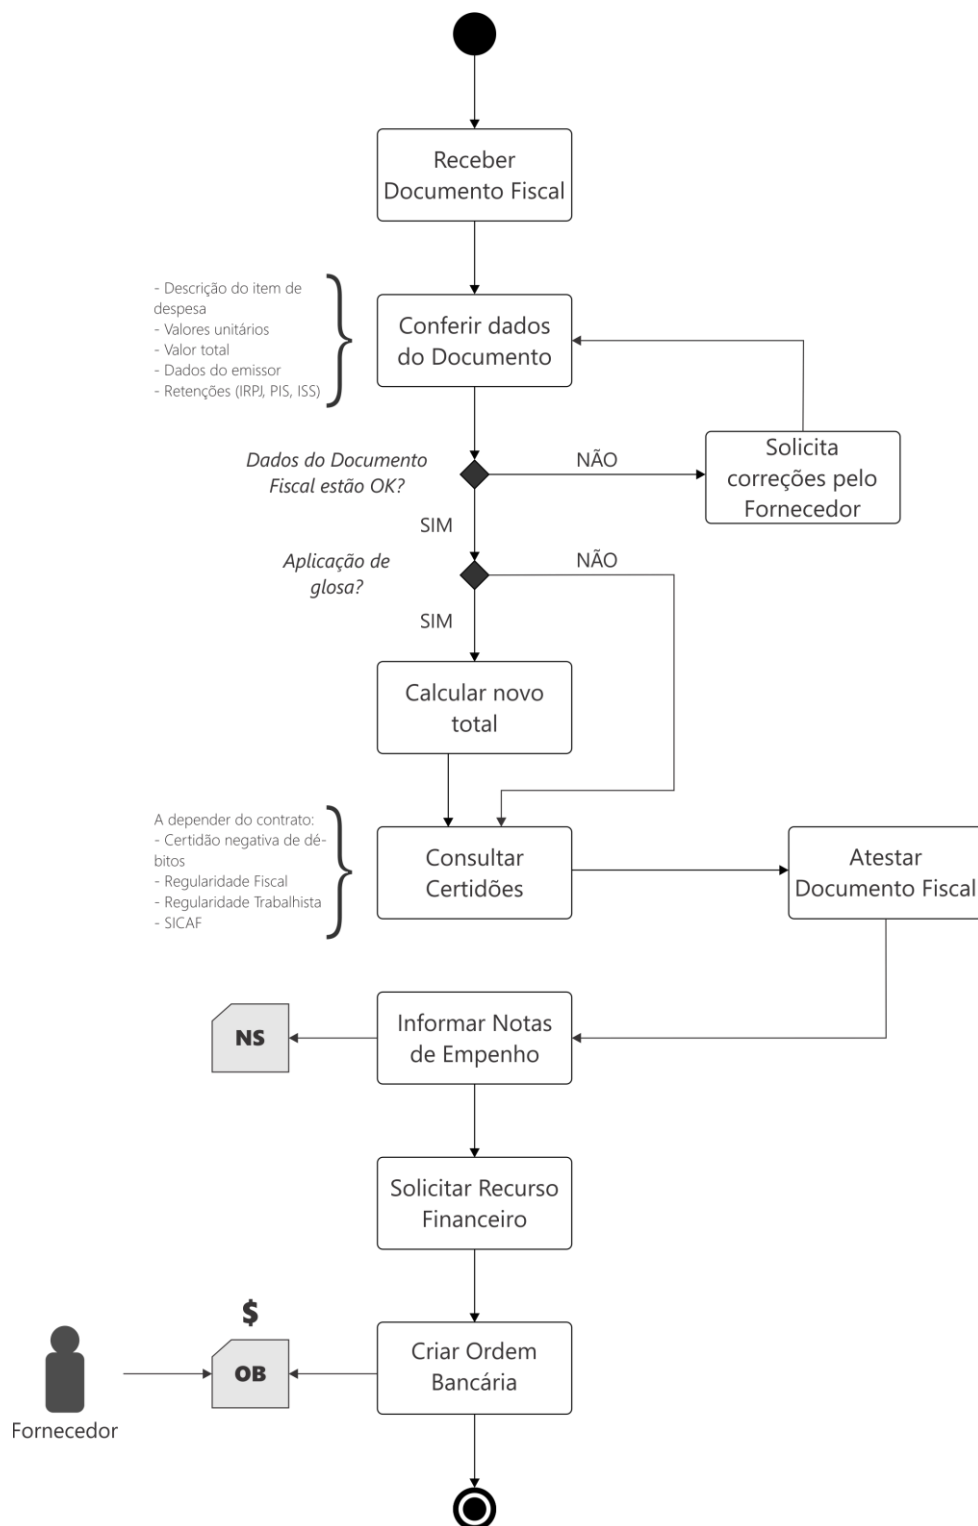 Receber
Documento Fiscal
- Descrição do item de
despesa
- Valores unitários
- Valor total
- Dados do emissor
- Retenções (IRPJ, PIS, ISS)
Conferir dados
do Documento
Dados do Documento
Fiscal estão OK?
NÃO
Solicita
correções pelo
Fornecedor
SIM
Aplicação de
glosa?
NÃO
SIM
Calcular novo
total
A depender do contrato:
- Certidão negativa de dé-
bitos
- Regularidade Fiscal
- Regularidade Trabalhista
- SICAF
Consultar
Certidões
Atestar
Documento Fiscal
NS
Informar Notas
de Empenho
Solicitar Recurso
Financeiro
$
OB
Criar Ordem
Bancária
Fornecedor